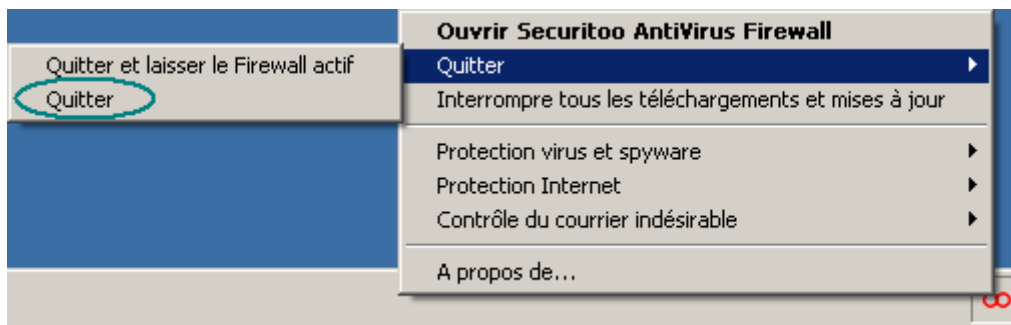 Ouvrir Securitoo AntiVirus Firewall
Quitter
Interrompre tous les téléchargements et mises à jour
Protection virus et spyware
Protection Internet
Contrôle du courrier indésirable
A propos de...
Quitter et laisser le Firewall actif
Quitter